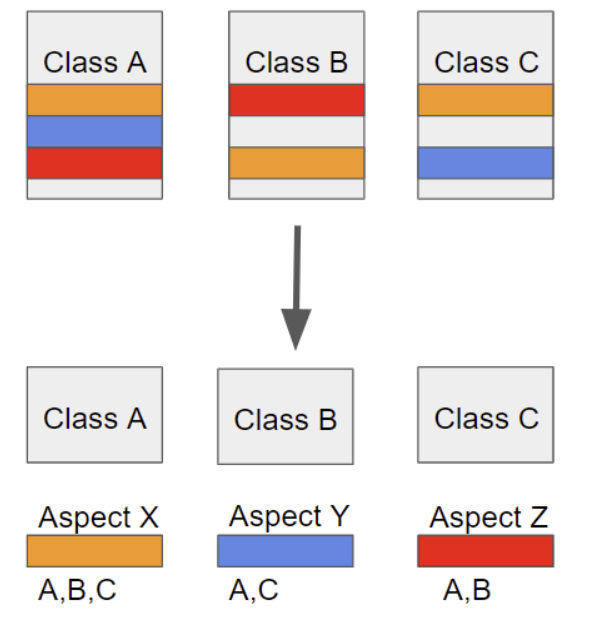 Class A
Class B
Class C
Class A
Class B
Class C
Aspect X
Aspect Y
Aspect Z
A,B,C
A,C
A,B